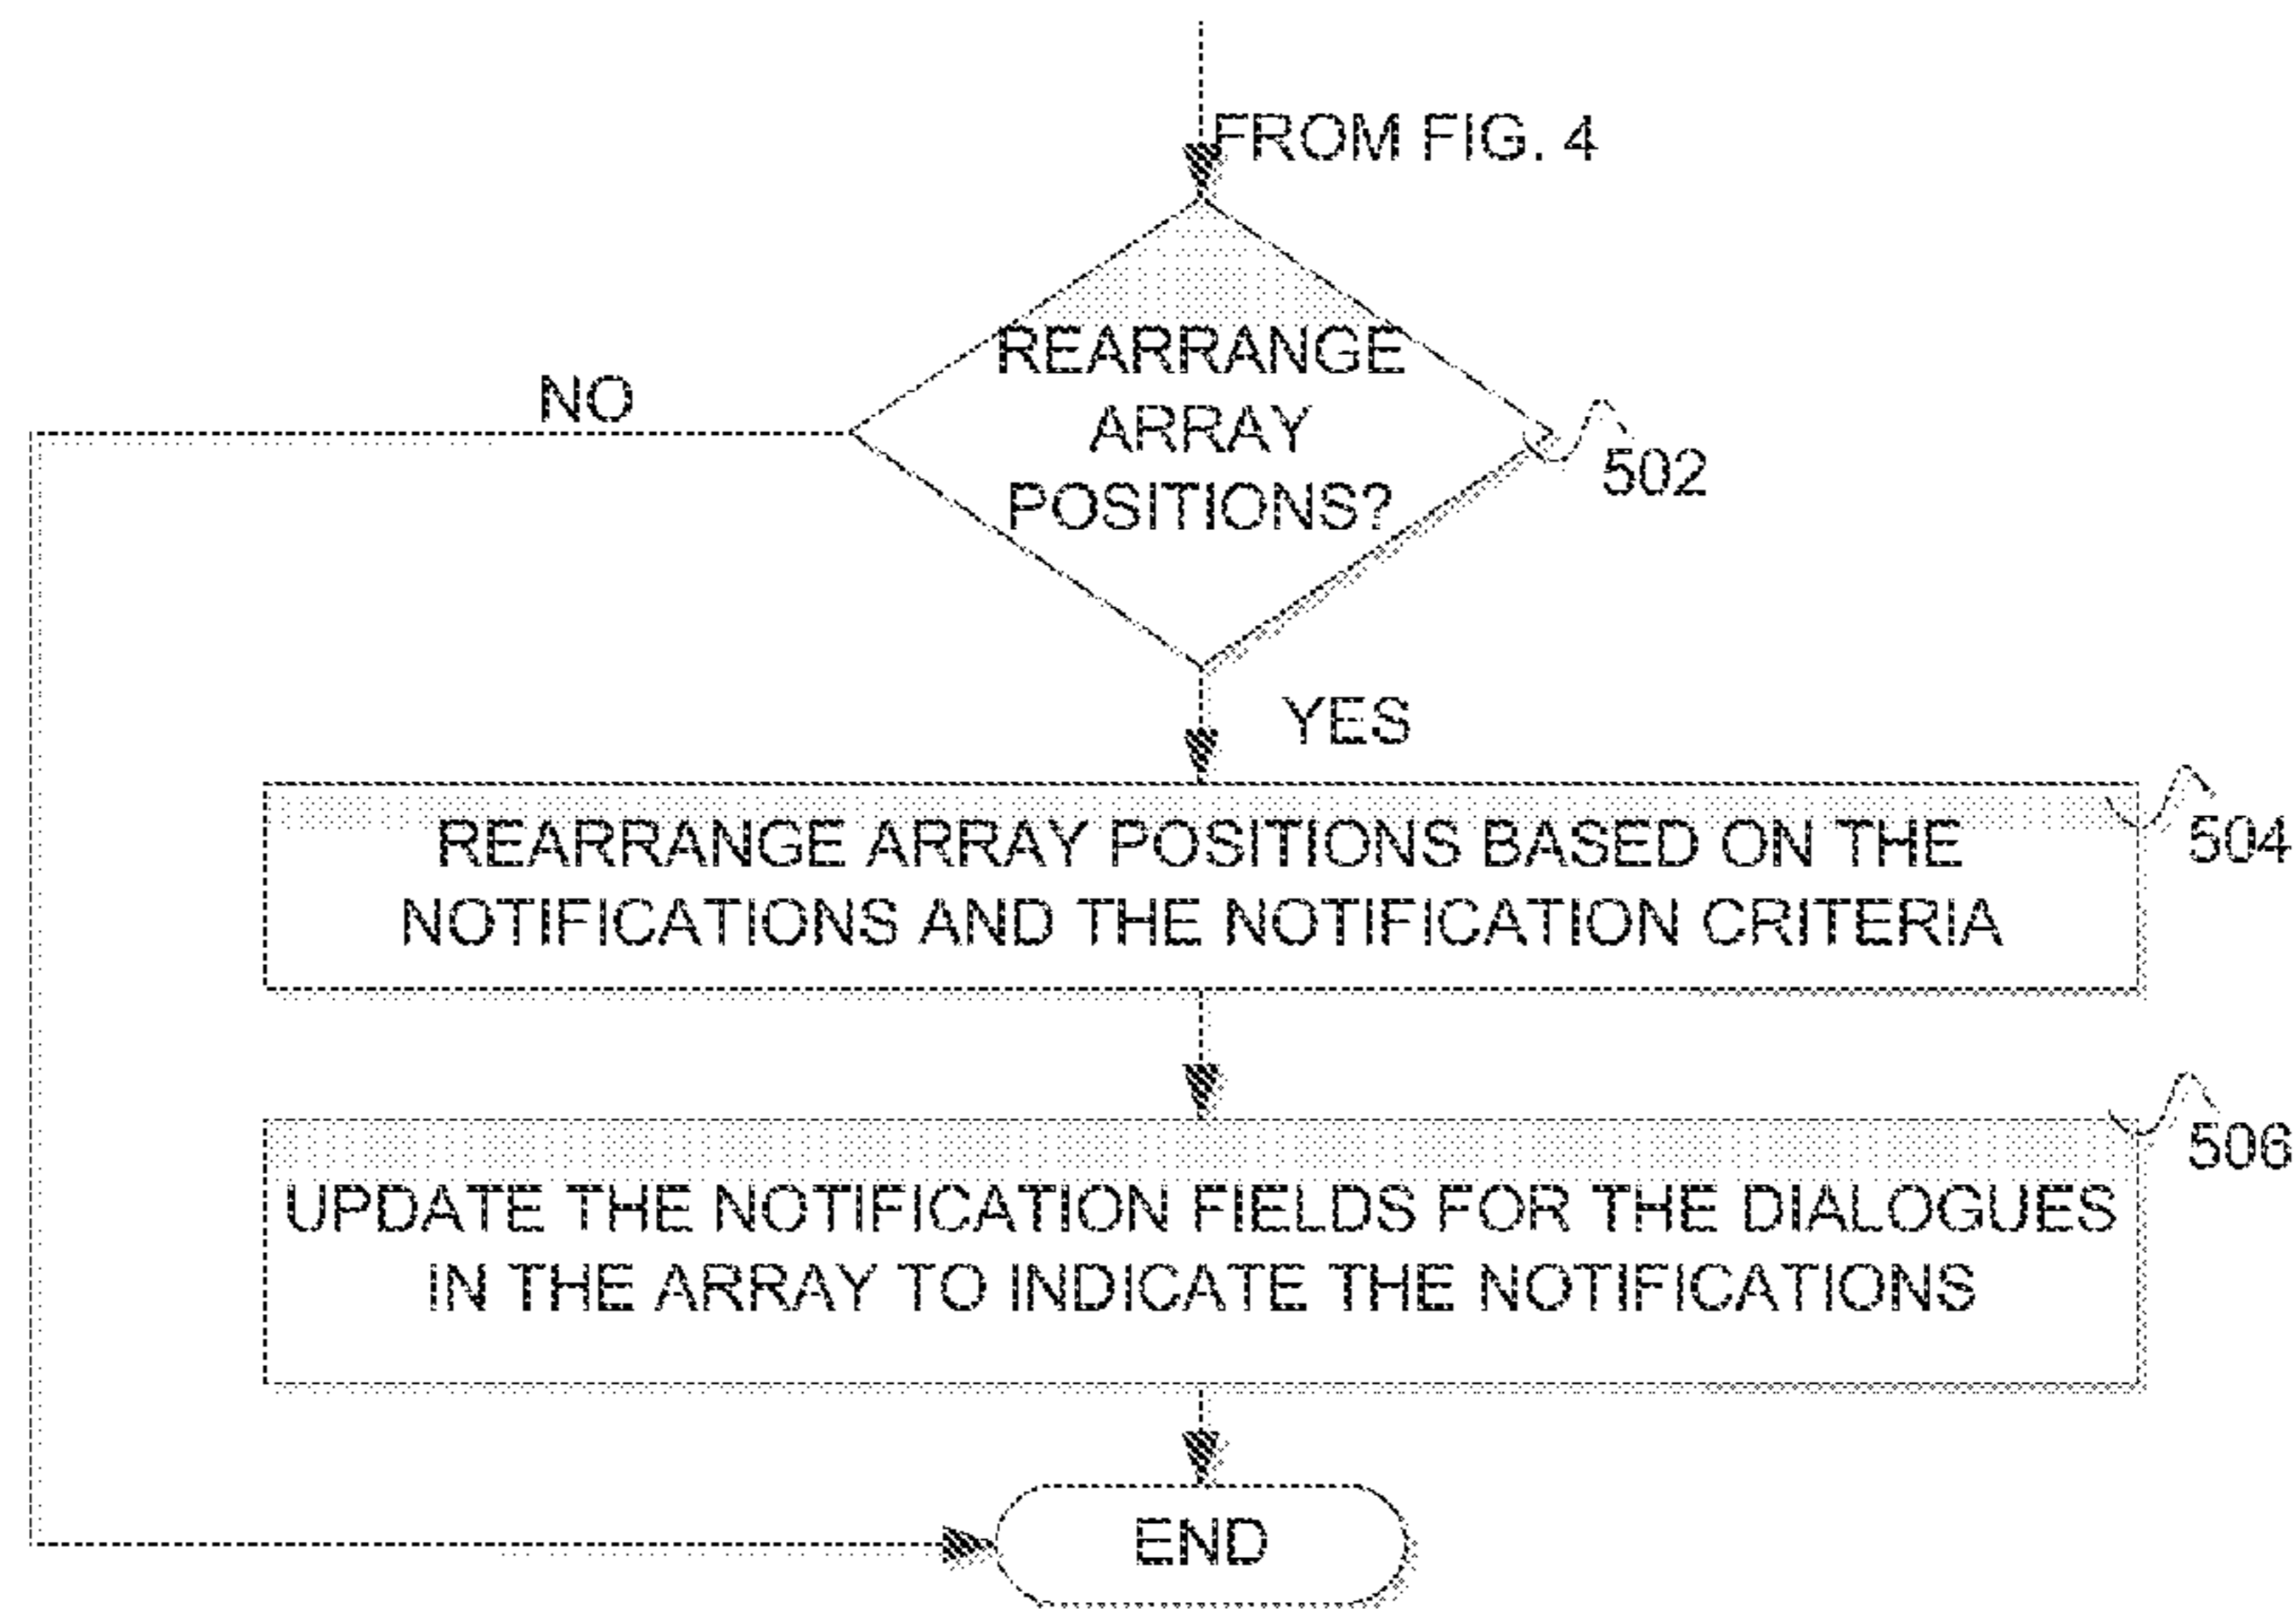 FROM FIG. 4
REARRANGE
ARRAY
POSITIONS?
NO
502
YES
REARRANGE ARRAY POSITIONS BASED ON THE
NOTIFICATIONS AND THE NOTIFICATION CRITERIA
504
UPDATE THE NOTIFICATION FIELDS FOR THE DIALOGUES
IN THE ARRAY TO INDICATE THE NOTIFICATIONS
506
END